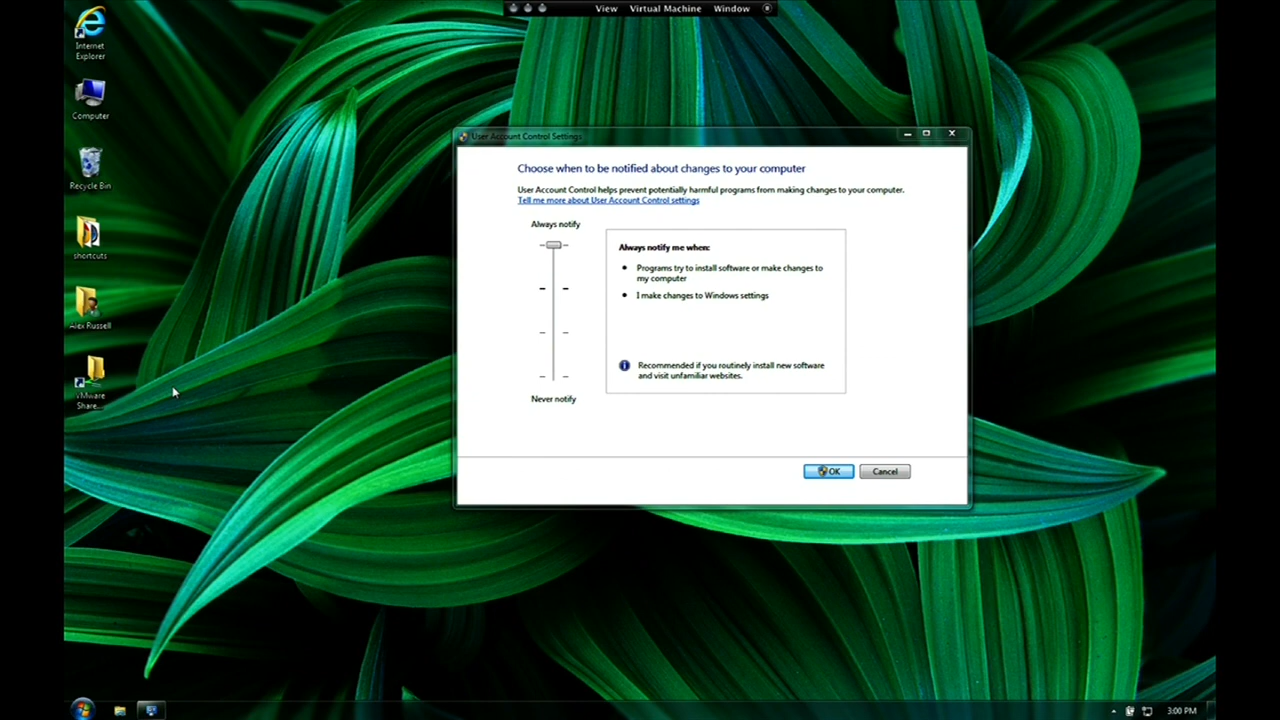 View Virtual Machine Window
Internet
Explorer
Computer
Recycle Bin
shortcuts
Alex Russell
VMware
Share...
User Account Control Settings
Choose when to be notified about changes to your computer
User Account Control helps prevent potentially harmful programs from making changes to your computer.
Tell me more about User Account Control settings
Always notify
Always notify me when:
Programs try to install software or make changes to
my computer
I make changes to Windows settings
Recommended if you routinely install new software
and visit unfamiliar websites.
Never notify
OK Cancel
3:00 PM